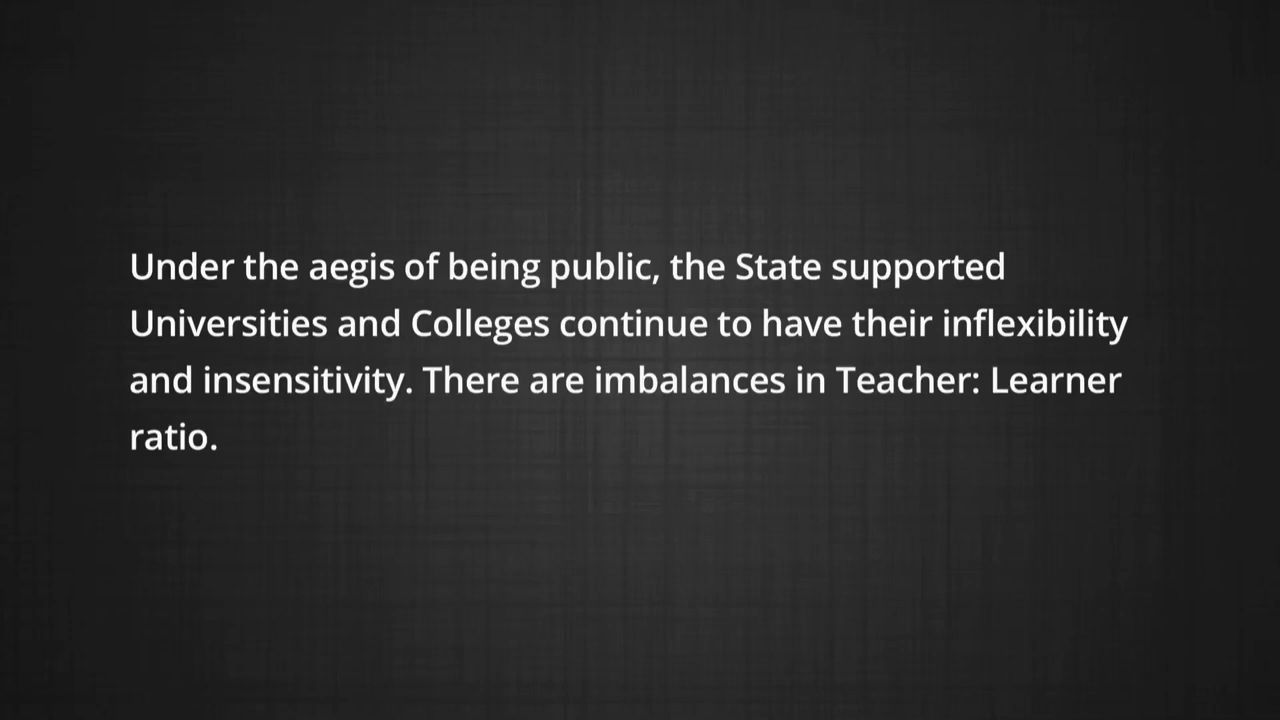 Under the aegis of being public, the State supported
Universities and Colleges continue to have their inflexibility
and insensitivity. There are imbalances in Teacher: Learner
ratio.